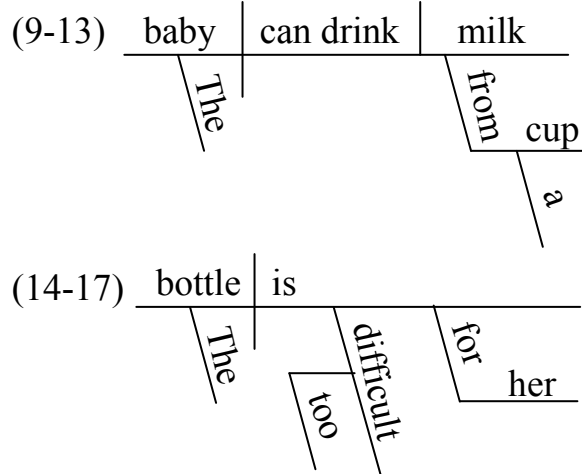 (9-13) baby can drink milk
The
from
cup
a
(14-17) bottle is
The
too
difficult
for
her